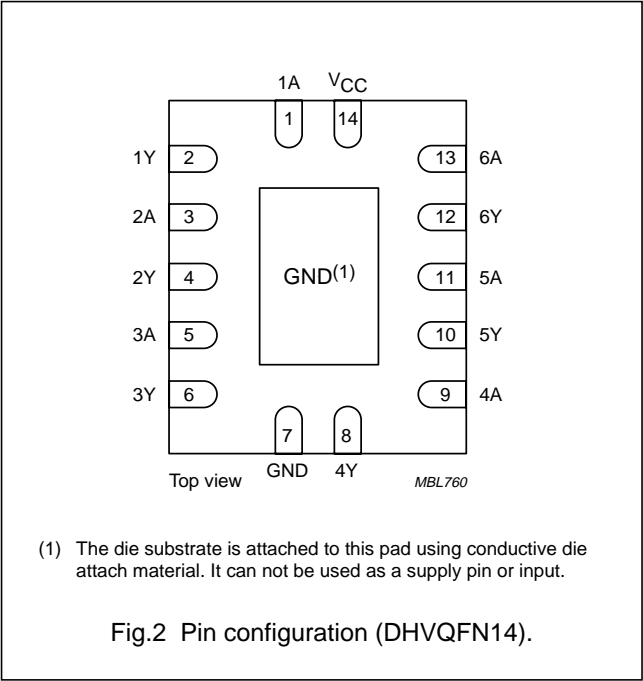 1A VCC
1 14
1Y 2 13 6A
2A 3 12 6Y
2Y 4 GND(1) 11 5A
3A 5 10 5Y
3Y 6 9 4A
7 8
Top view GND 4Y MBL760
(1) The die substrate is attached to this pad using conductive die
attach material. It can not be used as a supply pin or input.
Fig.2 Pin configuration (DHVQFN14).